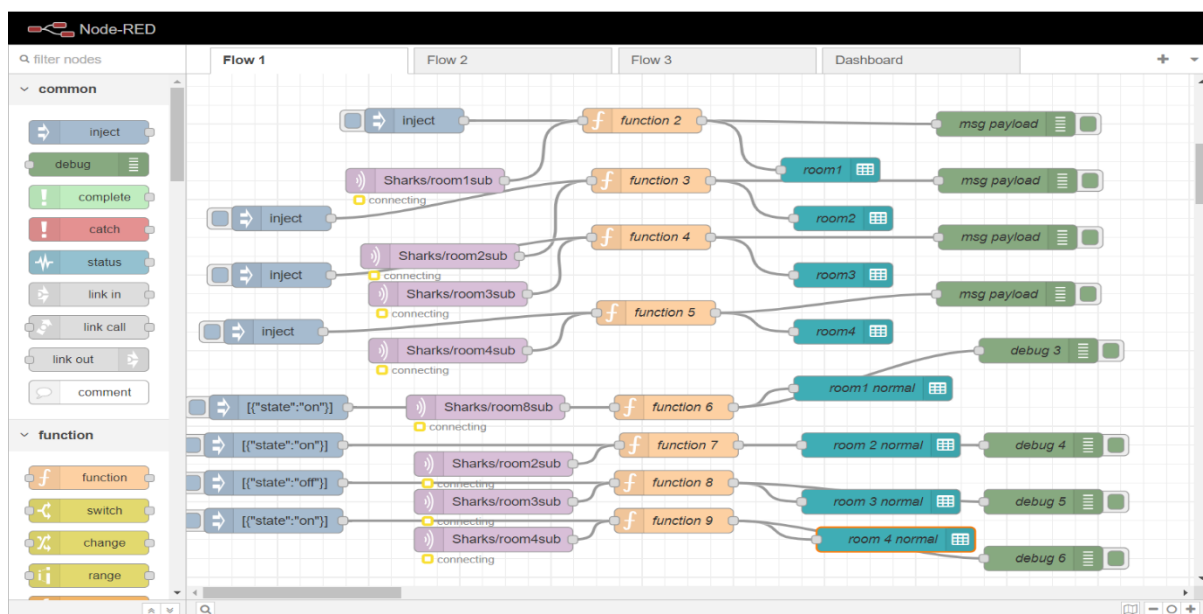 Node-RED
filter nodes
Flow 1
Flow 2
Flow 3
Dashboard
common
inject
debug
complete
catch
status
link in
link call
link out
comment
function
function
switch
change
range
inject
function 2
msg payload
room1
Sharks/room1sub
connecting
function 3
msg payload
inject
room2
function 4
msg payload
Sharks/room2sub
connecting
inject
room3
Sharks/room3sub
connecting
msg payload
function 5
inject
room4
Sharks/room4sub
connecting
debug 3
room1 normal
[{"state":"on"}]
Sharks/room8sub
connecting
function 6
[{"state":"on"}]
function 7
room 2 normal
debug 4
Sharks/room2sub
connecting
[{"state":"off"}]
function 8
Sharks/room3sub
connecting
room 3 normal
debug 5
[{"state":"on"}]
function 9
Sharks/room4sub
connecting
room 4 normal
debug 6